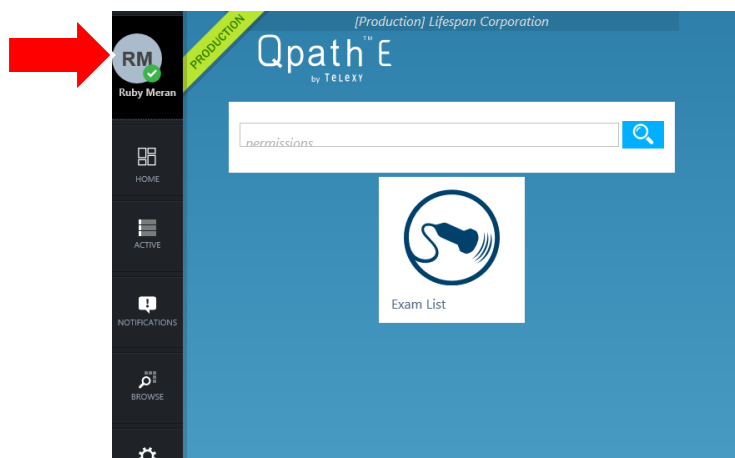 [Production] Lifespan Corporation
PRODUCTION
Qpath™ E
by TELEXY
RM
Ruby Meran
permissions
HOME
ACTIVE
Exam List
NOTIFICATIONS
BROWSE